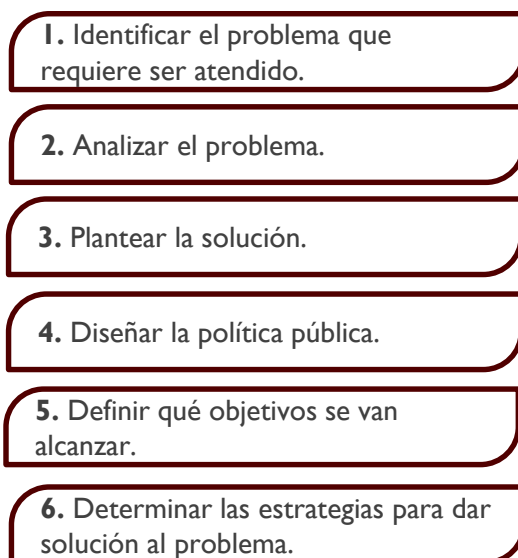 1. Identificar el problema que
requiere ser atendido.
2. Analizar el problema.
3. Plantear la solución.
4. Diseñar la política pública.
5. Definir qué objetivos se van
alcanzar.
6. Determinar las estrategias para dar
solución al problema.